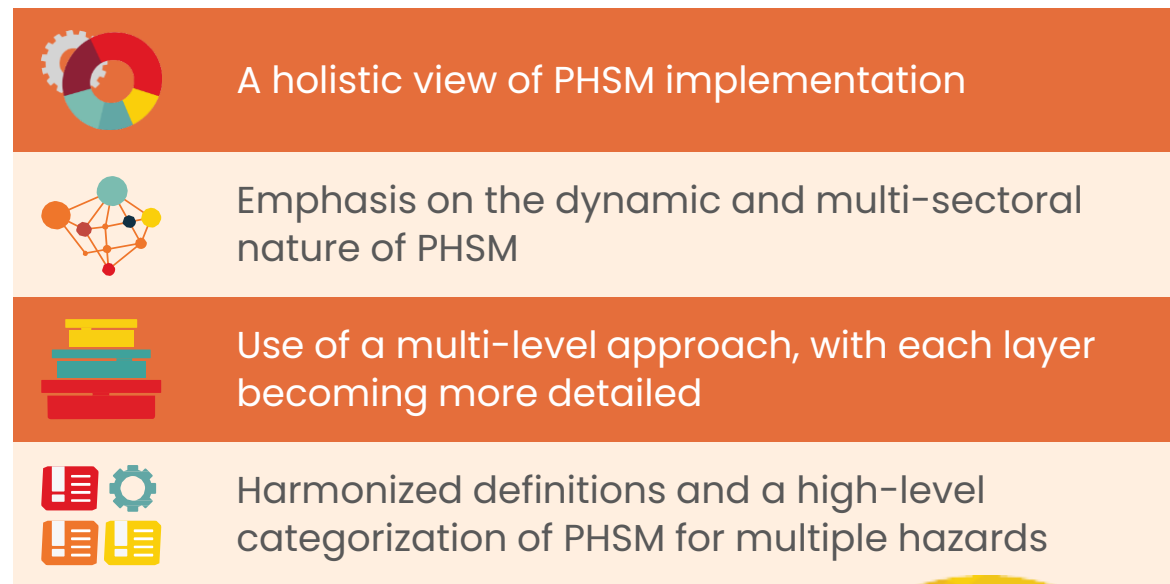 A holistic view of PHSM implementation
Emphasis on the dynamic and multi-sectoral
nature of PHSM
Use of a multi-level approach, with each layer
becoming more detailed
Harmonized definitions and a high-level
categorization of PHSM for multiple hazards